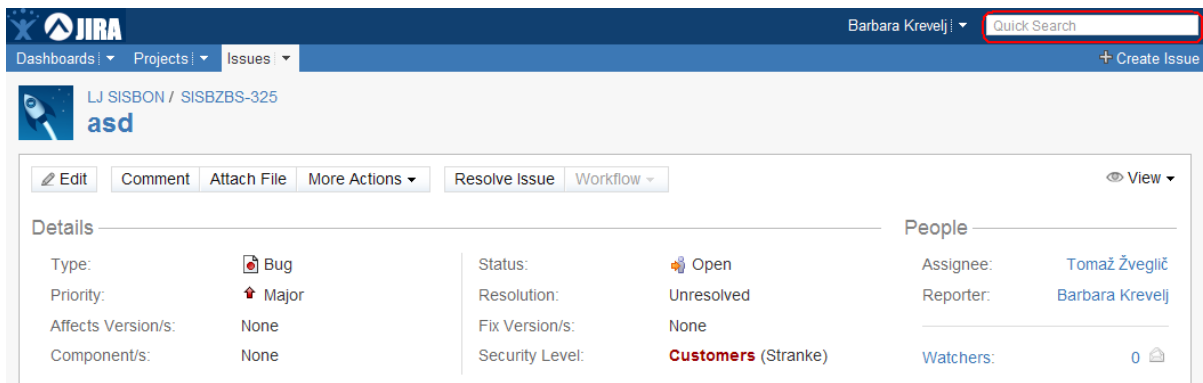 JIRA
Barbara Krevelj
Quick Search
Dashboards Projects Issues
Create Issue
LJ SISBON / SISBZBS-325
asd
Edit Comment Attach File More Actions Resolve Issue Workflow View
Details
People
Type: Bug Status: Open Assignee: Tomaž Žveglič
Priority: Major Resolution: Unresolved Reporter: Barbara Krevelj
Affects Version/s: None Fix Version/s: None
Component/s: None Security Level: Customers (Stranke) Watchers: 0